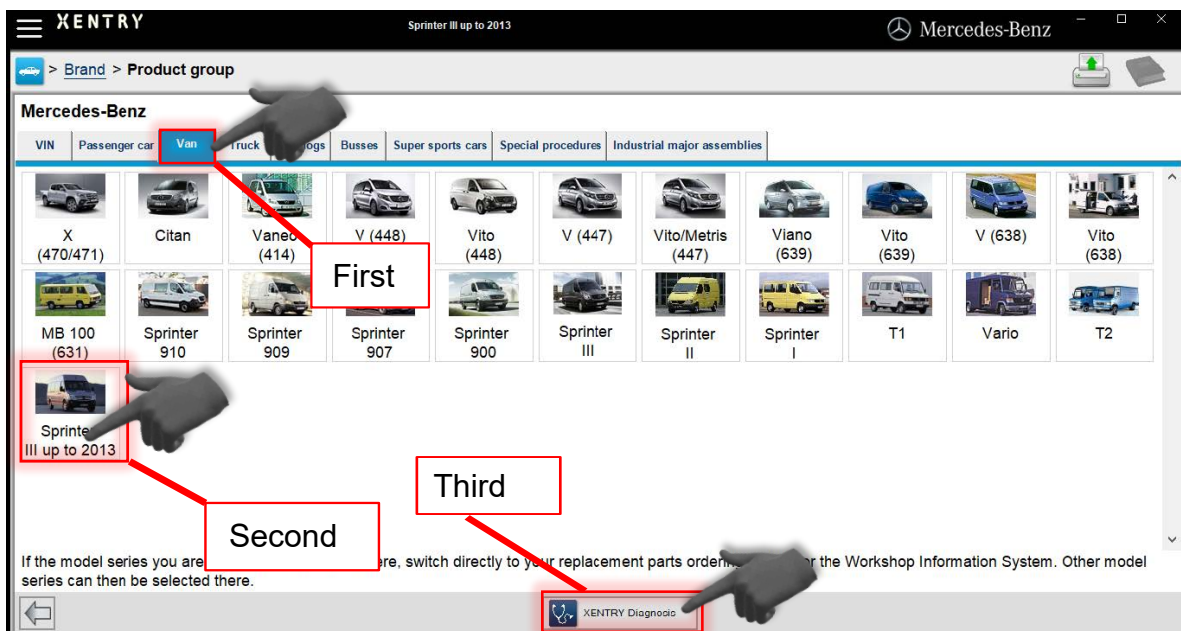 XENTRY
Sprinter III up to 2013
Mercedes-Benz
> Brand > Product group
Mercedes-Benz
VIN
Passenger car
Van
Truck
ogs
Busses
Super sports cars
Special procedures
Industrial major assemblies
X
(470/471)
Citan
Vaneo
(414)
V (448)
Vito
(448)
V (447)
Vito/Metris
(447)
Viano
(639)
Vito
(639)
V (638)
Vito
(638)
First
MB 100
(631)
Sprinter
910
Sprinter
909
Sprinter
907
Sprinter
900
Sprinter
III
Sprinter
II
Sprinter
I
T1
Vario
T2
Sprinter
III up to 2013
Third
Second
If the model series you are ere, switch directly to your replacement parts ordering or the Workshop Information System. Other model
series can then be selected there.
XENTRY Diagnosis